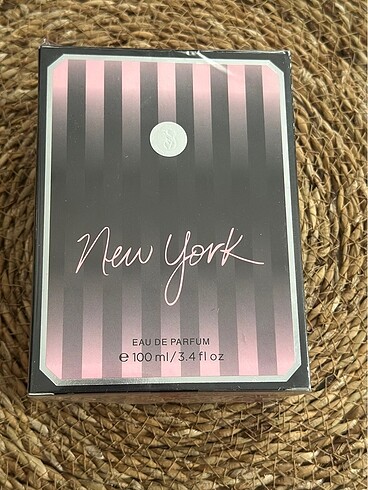 New York
EAU DE PARFUM
℮ 100 ml / 3.4 fl oz